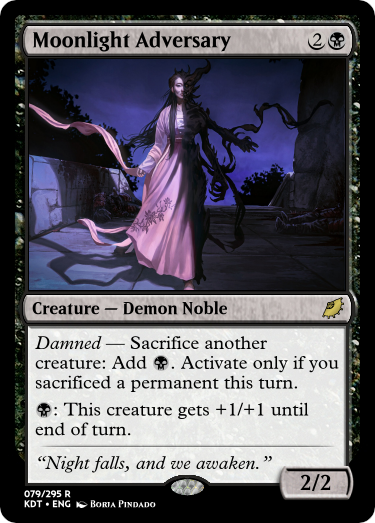 Moonlight Adversary 2
Creature — Demon Noble
Damned — Sacrifice another
creature: Add . Activate only if you
sacrificed a permanent this turn.
: This creature gets +1/+1 until
end of turn.
“Night falls, and we awaken.”
2/2
079/295 R
KDT • ENG Borja Pindado